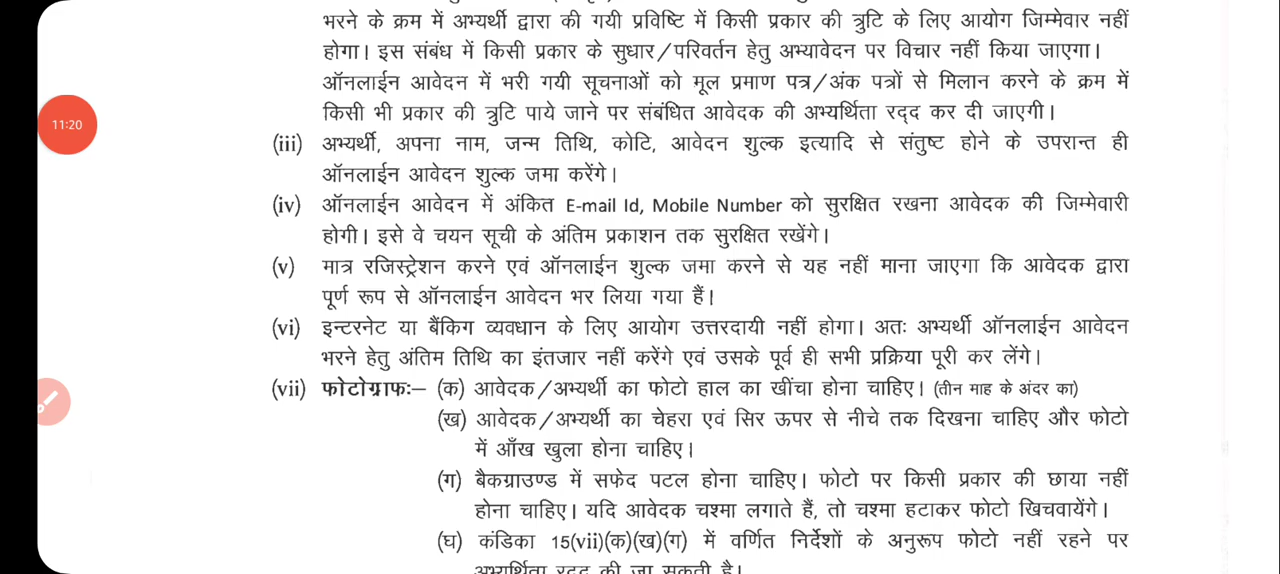 भरने के क्रम में अभ्यर्थी द्वारा की गयी प्रविष्टि में किसी प्रकार की त्रुटि के लिए आयोग जिम्मेवार नहीं
होगा। इस संबंध में किसी प्रकार के सुधार/परिवर्तन हेतु अभ्यावेदन पर विचार नहीं किया जाएगा।
ऑनलाईन आवेदन में भरी गयी सूचनाओं को मूल प्रमाण पत्र/अंक पत्रों से मिलान करने के क्रम में
11:20
किसी भी प्रकार की त्रुटि पाये जाने पर संबंधित आवेदक की अभ्यर्थिता रद्द कर दी जाएगी।
(iii) अभ्यर्थी, अपना नाम, जन्म तिथि, कोटि, आवेदन शुल्क इत्यादि से संतुष्ट होने के उपरान्त ही
ऑनलाईन आवेदन शुल्क जमा करेंगे।
(iv) ऑनलाईन आवेदन में अंकित E-mail Id, Mobile Number को सुरक्षित रखना आवेदक की जिम्मेवारी
होगी। इसे वे चयन सूची के अंतिम प्रकाशन तक सुरक्षित रखेंगे।
(v) मात्र रजिस्ट्रेशन करने एवं ऑनलाईन शुल्क जमा करने से यह नहीं माना जाएगा कि आवेदक द्वारा
पूर्ण रूप से ऑनलाईन आवेदन भर लिया गया हैं।
(vi) इन्टरनेट या बैंकिग व्यवधान के लिए आयोग उत्तरदायी नहीं होगा। अतः अभ्यर्थी ऑनलाईन आवेदन
भरने हेतु अंतिम तिथि का इंतजार नहीं करेंगे एवं उसके पूर्व ही सभी प्रक्रिया पूरी कर लेंगे।
(vii) फोटोग्राफः– (क) आवेदक/अभ्यर्थी का फोटो हाल का खींचा होना चाहिए। (तीन माह के अंदर का)
(ख) आवेदक/अभ्यर्थी का चेहरा एवं सिर ऊपर से नीचे तक दिखना चाहिए और फोटो
में आँख खुला होना चाहिए।
(ग) बैकग्राउण्ड में सफेद पटल होना चाहिए। फोटो पर किसी प्रकार की छाया नहीं
होना चाहिए। यदि आवेदक चश्मा लगाते हैं, तो चश्मा हटाकर फोटो खिचवायेंगे।
(घ) कंडिका 15(vii)(क)(ख)(ग) में वर्णित निर्देशों के अनुरूप फोटो नहीं रहने पर
अभ्यर्थिता रदद की जा सकती है।